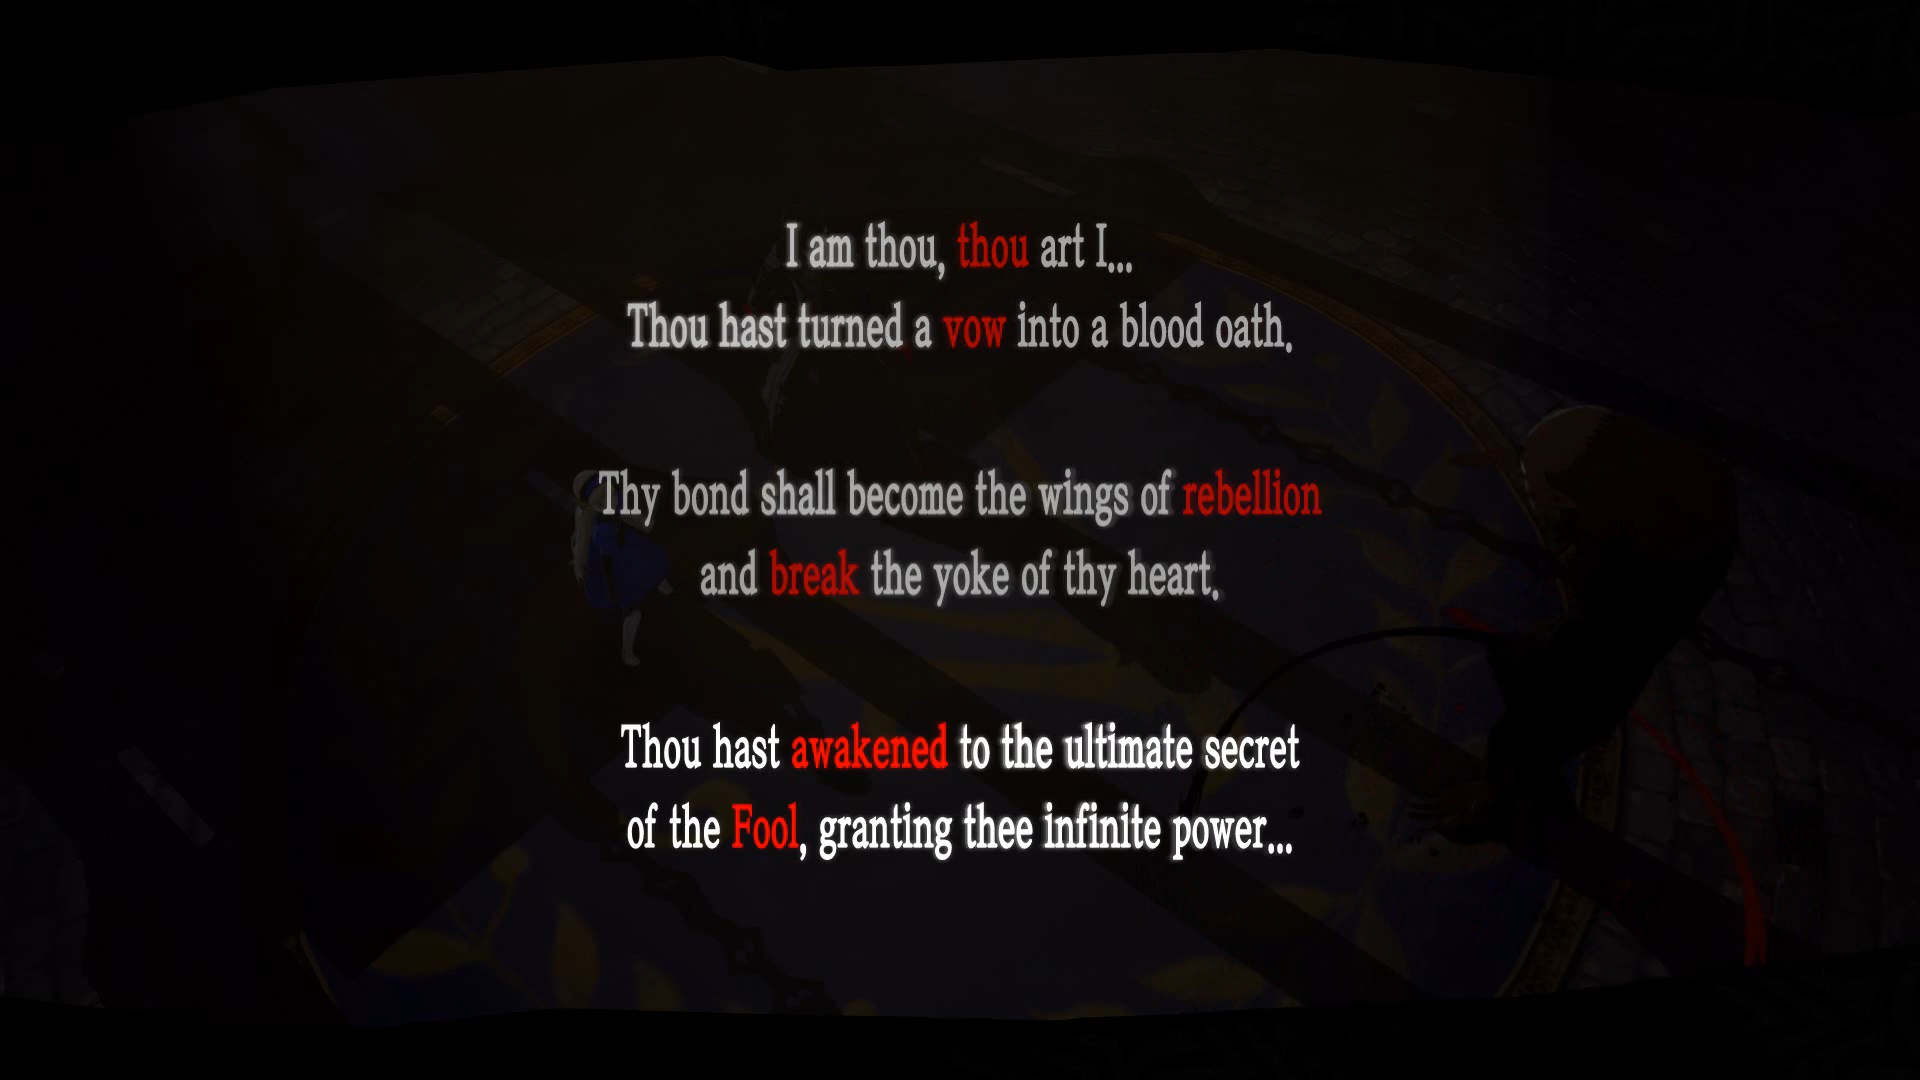 I am thou, thou art I...
Thou hast turned a vow into a blood oath.
Thy bond shall become the wings of rebellion
and break the yoke of thy heart.
Thou hast awakened to the ultimate secret
of the Fool, granting thee infinite power...